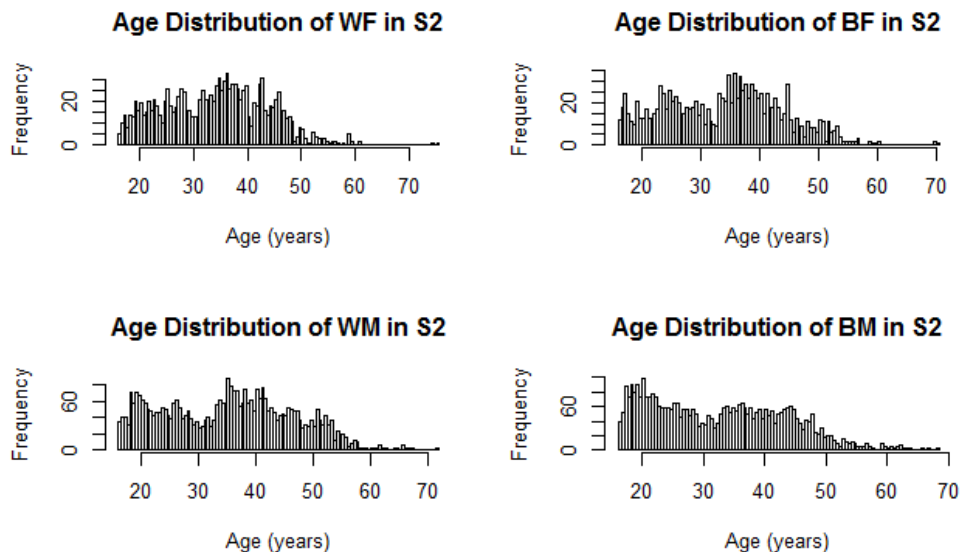 Age Distribution of WF in S2
Frequency
0
20
20 30 40 50 60 70
Age (years)
Age Distribution of BF in S2
Frequency
0
20
20 30 40 50 60 70
Age (years)
Age Distribution of WM in S2
Frequency
0
60
20 30 40 50 60 70
Age (years)
Age Distribution of BM in S2
Frequency
0
60
20 30 40 50 60 70
Age (years)